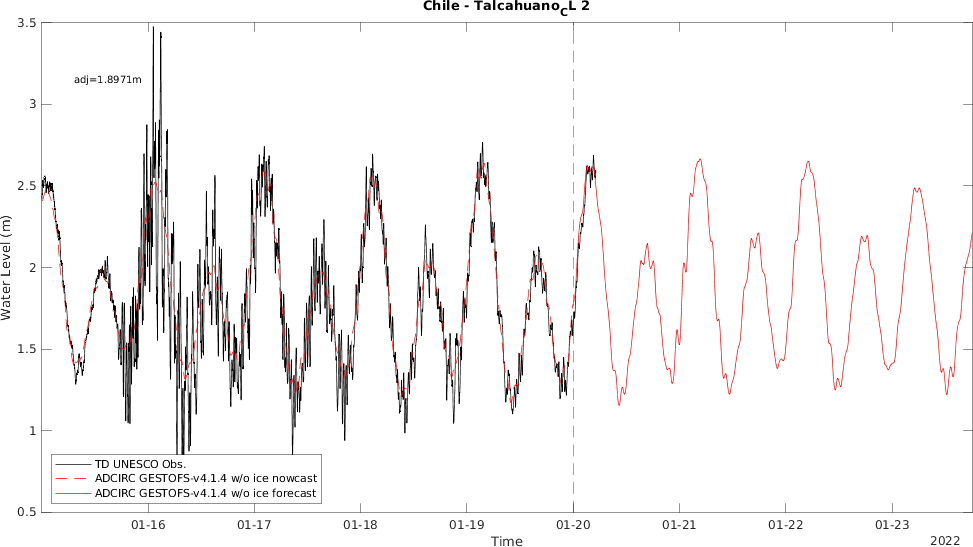 Chile - Talcahuano_CL 2
adj=1.8971m
Water Level (m)
3.5
3
2.5
2
1.5
1
0.5
TD UNESCO Obs.
ADCIRC GESTOFS-v4.1.4 w/o ice nowcast
ADCIRC GESTOFS-v4.1.4 w/o ice forecast
01-16 01-17 01-18 01-19 01-20 01-21 01-22 01-23
Time
2022